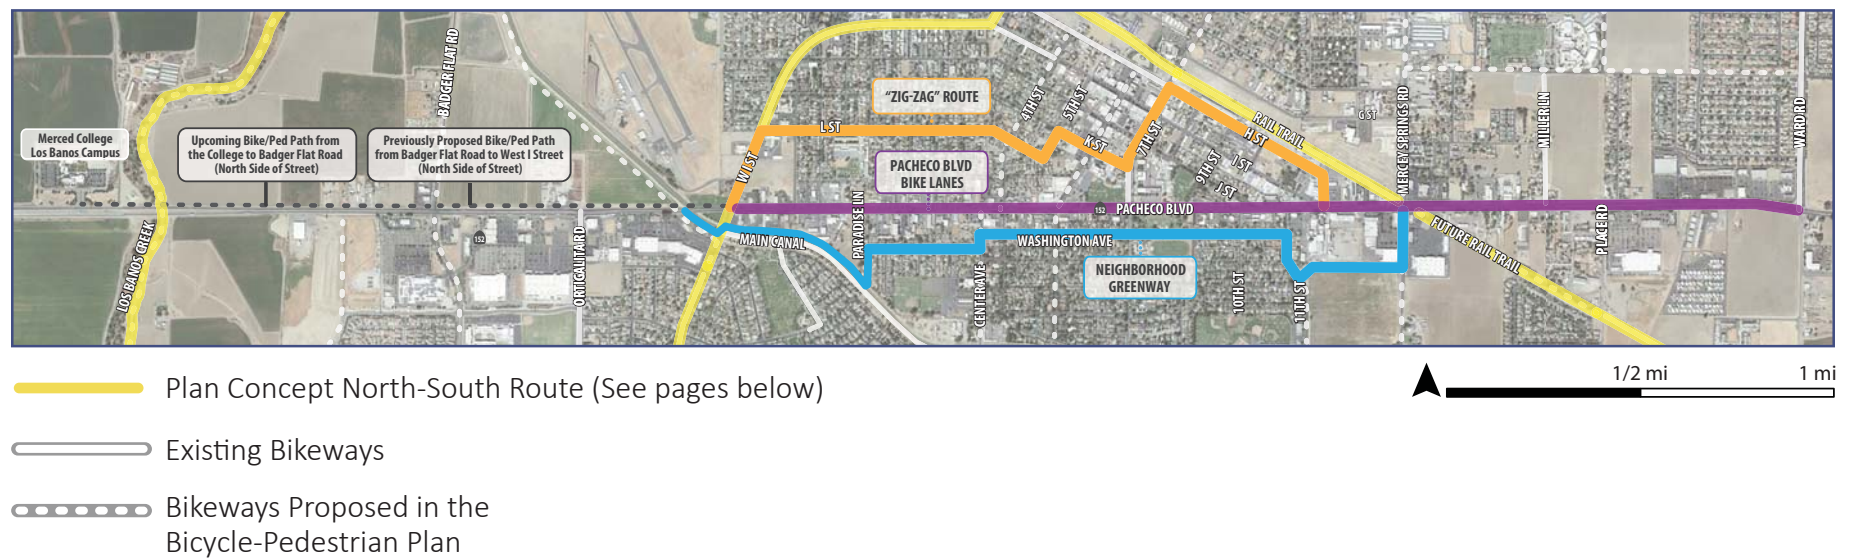 BADGER FLAT RD
"ZIG-ZAG" ROUTE
4TH ST
5TH ST
L ST
K ST
7TH ST
RAIL TRAIL
H ST
G ST
MERCEY SPRINGS RD
MILLER LN
WARD RD
Merced College
Los Banos Campus
Upcoming Bike/Ped Path from
the College to Badger Flat Road
(North Side of Street)
Previously Proposed Bike/Ped Path
from Badger Flat Road to West I Street
(North Side of Street)
W I ST
PACHECO BLVD
BIKE LANES
9TH ST
I ST
J ST
152
PACHECO BLVD
LOS BANOS CREEK
152
ORTIGALITA RD
MAIN CANAL
PARADISE LN
CENTER AVE
WASHINGTON AVE
NEIGHBORHOOD
GREENWAY
10TH ST
11TH ST
FUTURE RAIL TRAIL
PLACE RD
Plan Concept North-South Route (See pages below)
Existing Bikeways
Bikeways Proposed in the
Bicycle-Pedestrian Plan
1/2 mi
1 mi